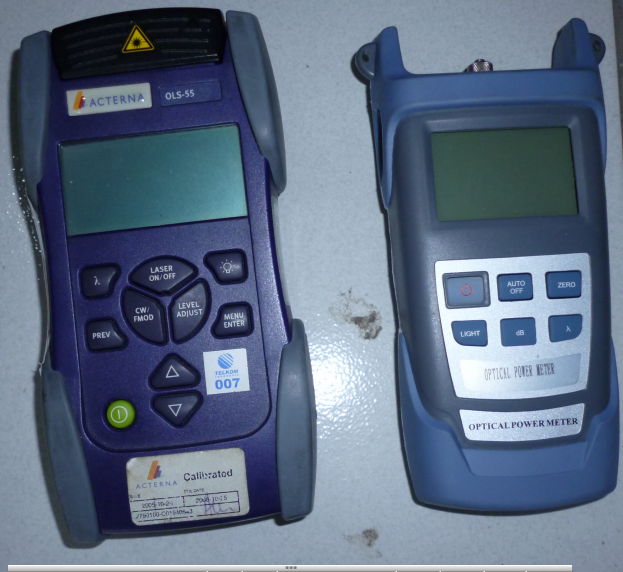 ACTERNA
OLS-55
λ
LASER
ON/OFF
CW/
FMOD
LEVEL
ADJUST
PREV
MENU
ENTER
TELKOM
007
ACTERNA
Calibrated
AUTO
OFF
ZERO
LIGHT
dB
λ
OPTICAL POWER METER
OPTICAL POWER METER